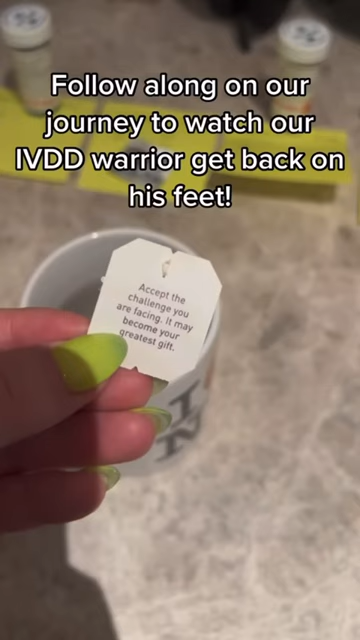 Follow along on our
journey to watch our
IVDD warrior get back on
his feet!
Accept the
challenge you
are facing. It may
become your
greatest gift.